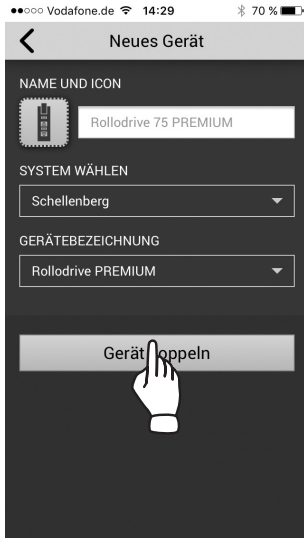 Vodafone.de 14:29 70 %
Neues Gerät
NAME UND ICON
Rollodrive 75 PREMIUM
SYSTEM WÄHLEN
Schellenberg
GERÄTEBEZEICHNUNG
Rollodrive PREMIUM
Gerät oppeln